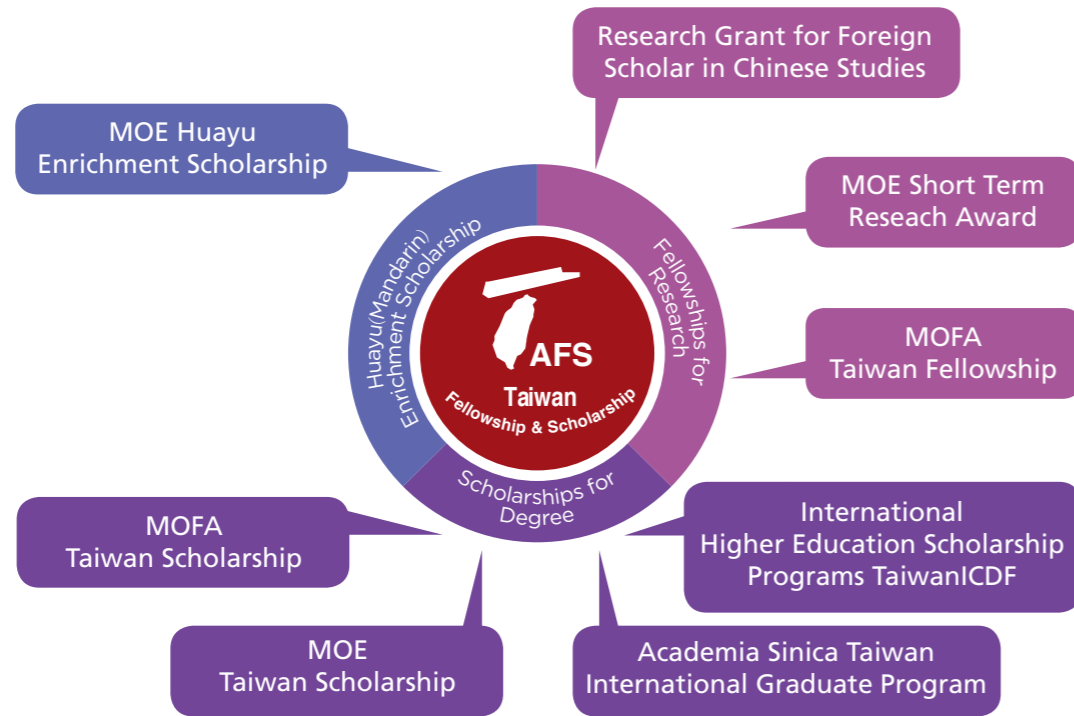 Research Grant for Foreign
Scholar in Chinese Studies
MOE Huayu
Enrichment Scholarship
MOE Short Term
Reseach Award
Huayu(Mandarin)
Enrichment Scholarship
Fellowships for
Research
AFS
Taiwan
Fellowship & Scholarship
MOFA
Taiwan Fellowship
Scholarships for
Degree
MOFA
Taiwan Scholarship
International
Higher Education Scholarship
Programs TaiwanICDF
MOE
Taiwan Scholarship
Academia Sinica Taiwan
International Graduate Program